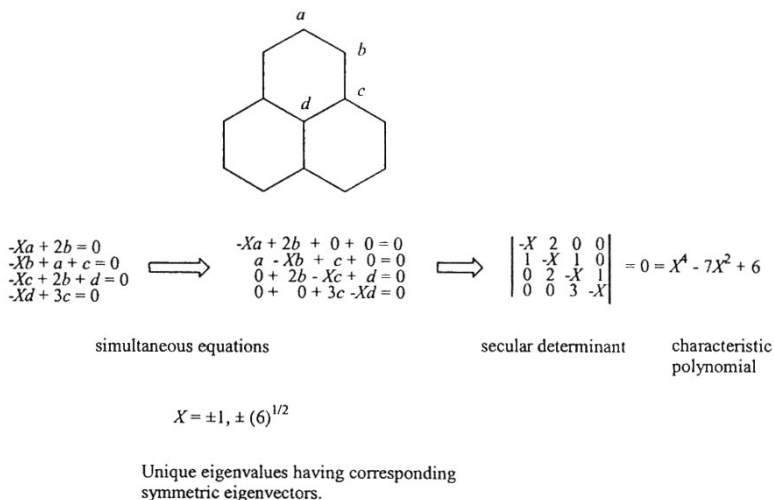 a
b
c
d
-Xa + 2b = 0
-Xb + a + c = 0
-Xc + 2b + d = 0
-Xd + 3c = 0
-Xa + 2b + 0 + 0 = 0
a - Xb + c + 0 = 0
0 + 2b - Xc + d = 0
0 + 0 + 3c - Xd = 0
-X 2 0 0
1 -X 1 0
0 2 -X 1
0 0 3 -X
= 0 = X⁴ - 7X² + 6
simultaneous equations
secular determinant
characteristic
polynomial
X = ±1, ± (6)^1/2
Unique eigenvalues having corresponding
symmetric eigenvectors.